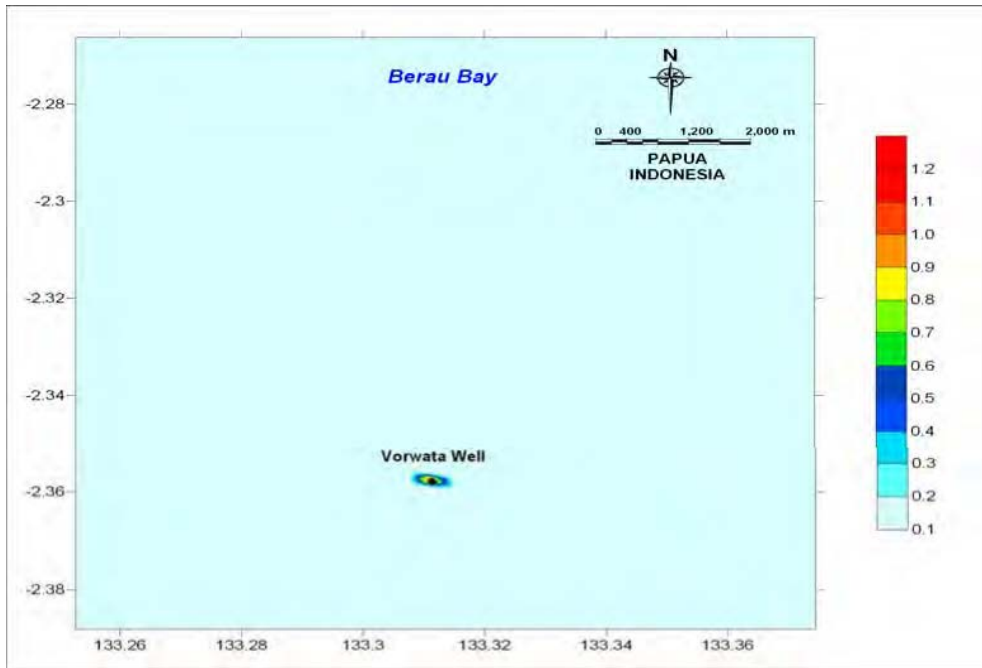 Berau Bay
N
0 400 1,200 2,000 m
PAPUA
INDONESIA
-2.28
-2.3
-2.32
-2.34
-2.36
-2.38
Vorwata Well
133.26 133.28 133.3 133.32 133.34 133.36
1.2
1.1
1.0
0.9
0.8
0.7
0.6
0.5
0.4
0.3
0.2
0.1